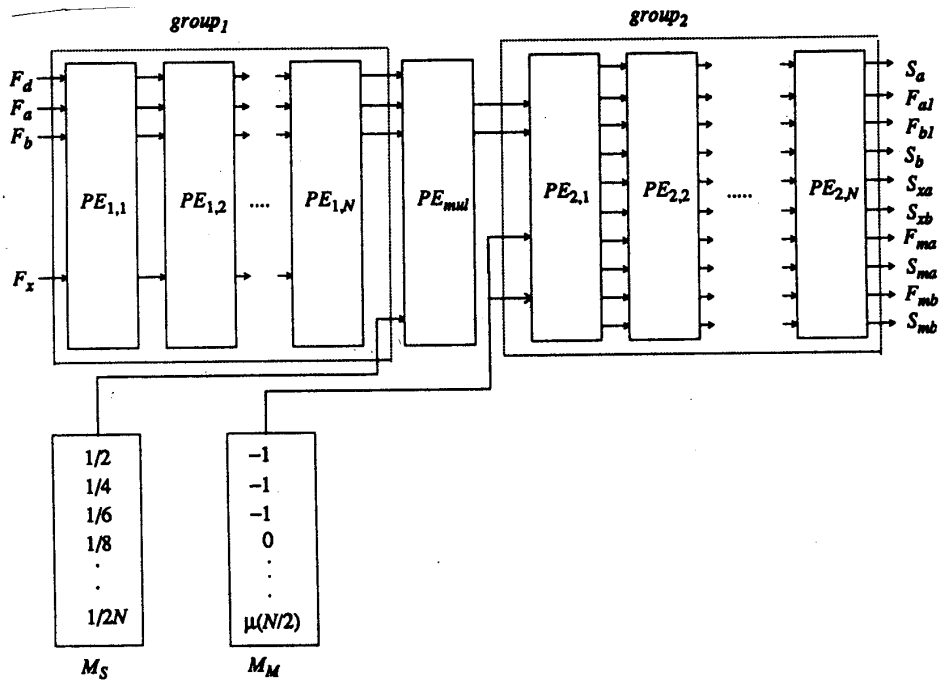 group1
group2
Fd
Fa
Fb
Fx
PE1,1
PE1,2
....
PE1,N
PEmul
PE2,1
PE2,2
.....
PE2,N
Sa
Fa1
Fb1
Sb
Sxa
Sxb
Fma
Sma
Fmb
Smb
1/2
1/4
1/6
1/8
.
.
1/2N
MS
−1
−1
−1
0
.
.
.
μ(N/2)
MM